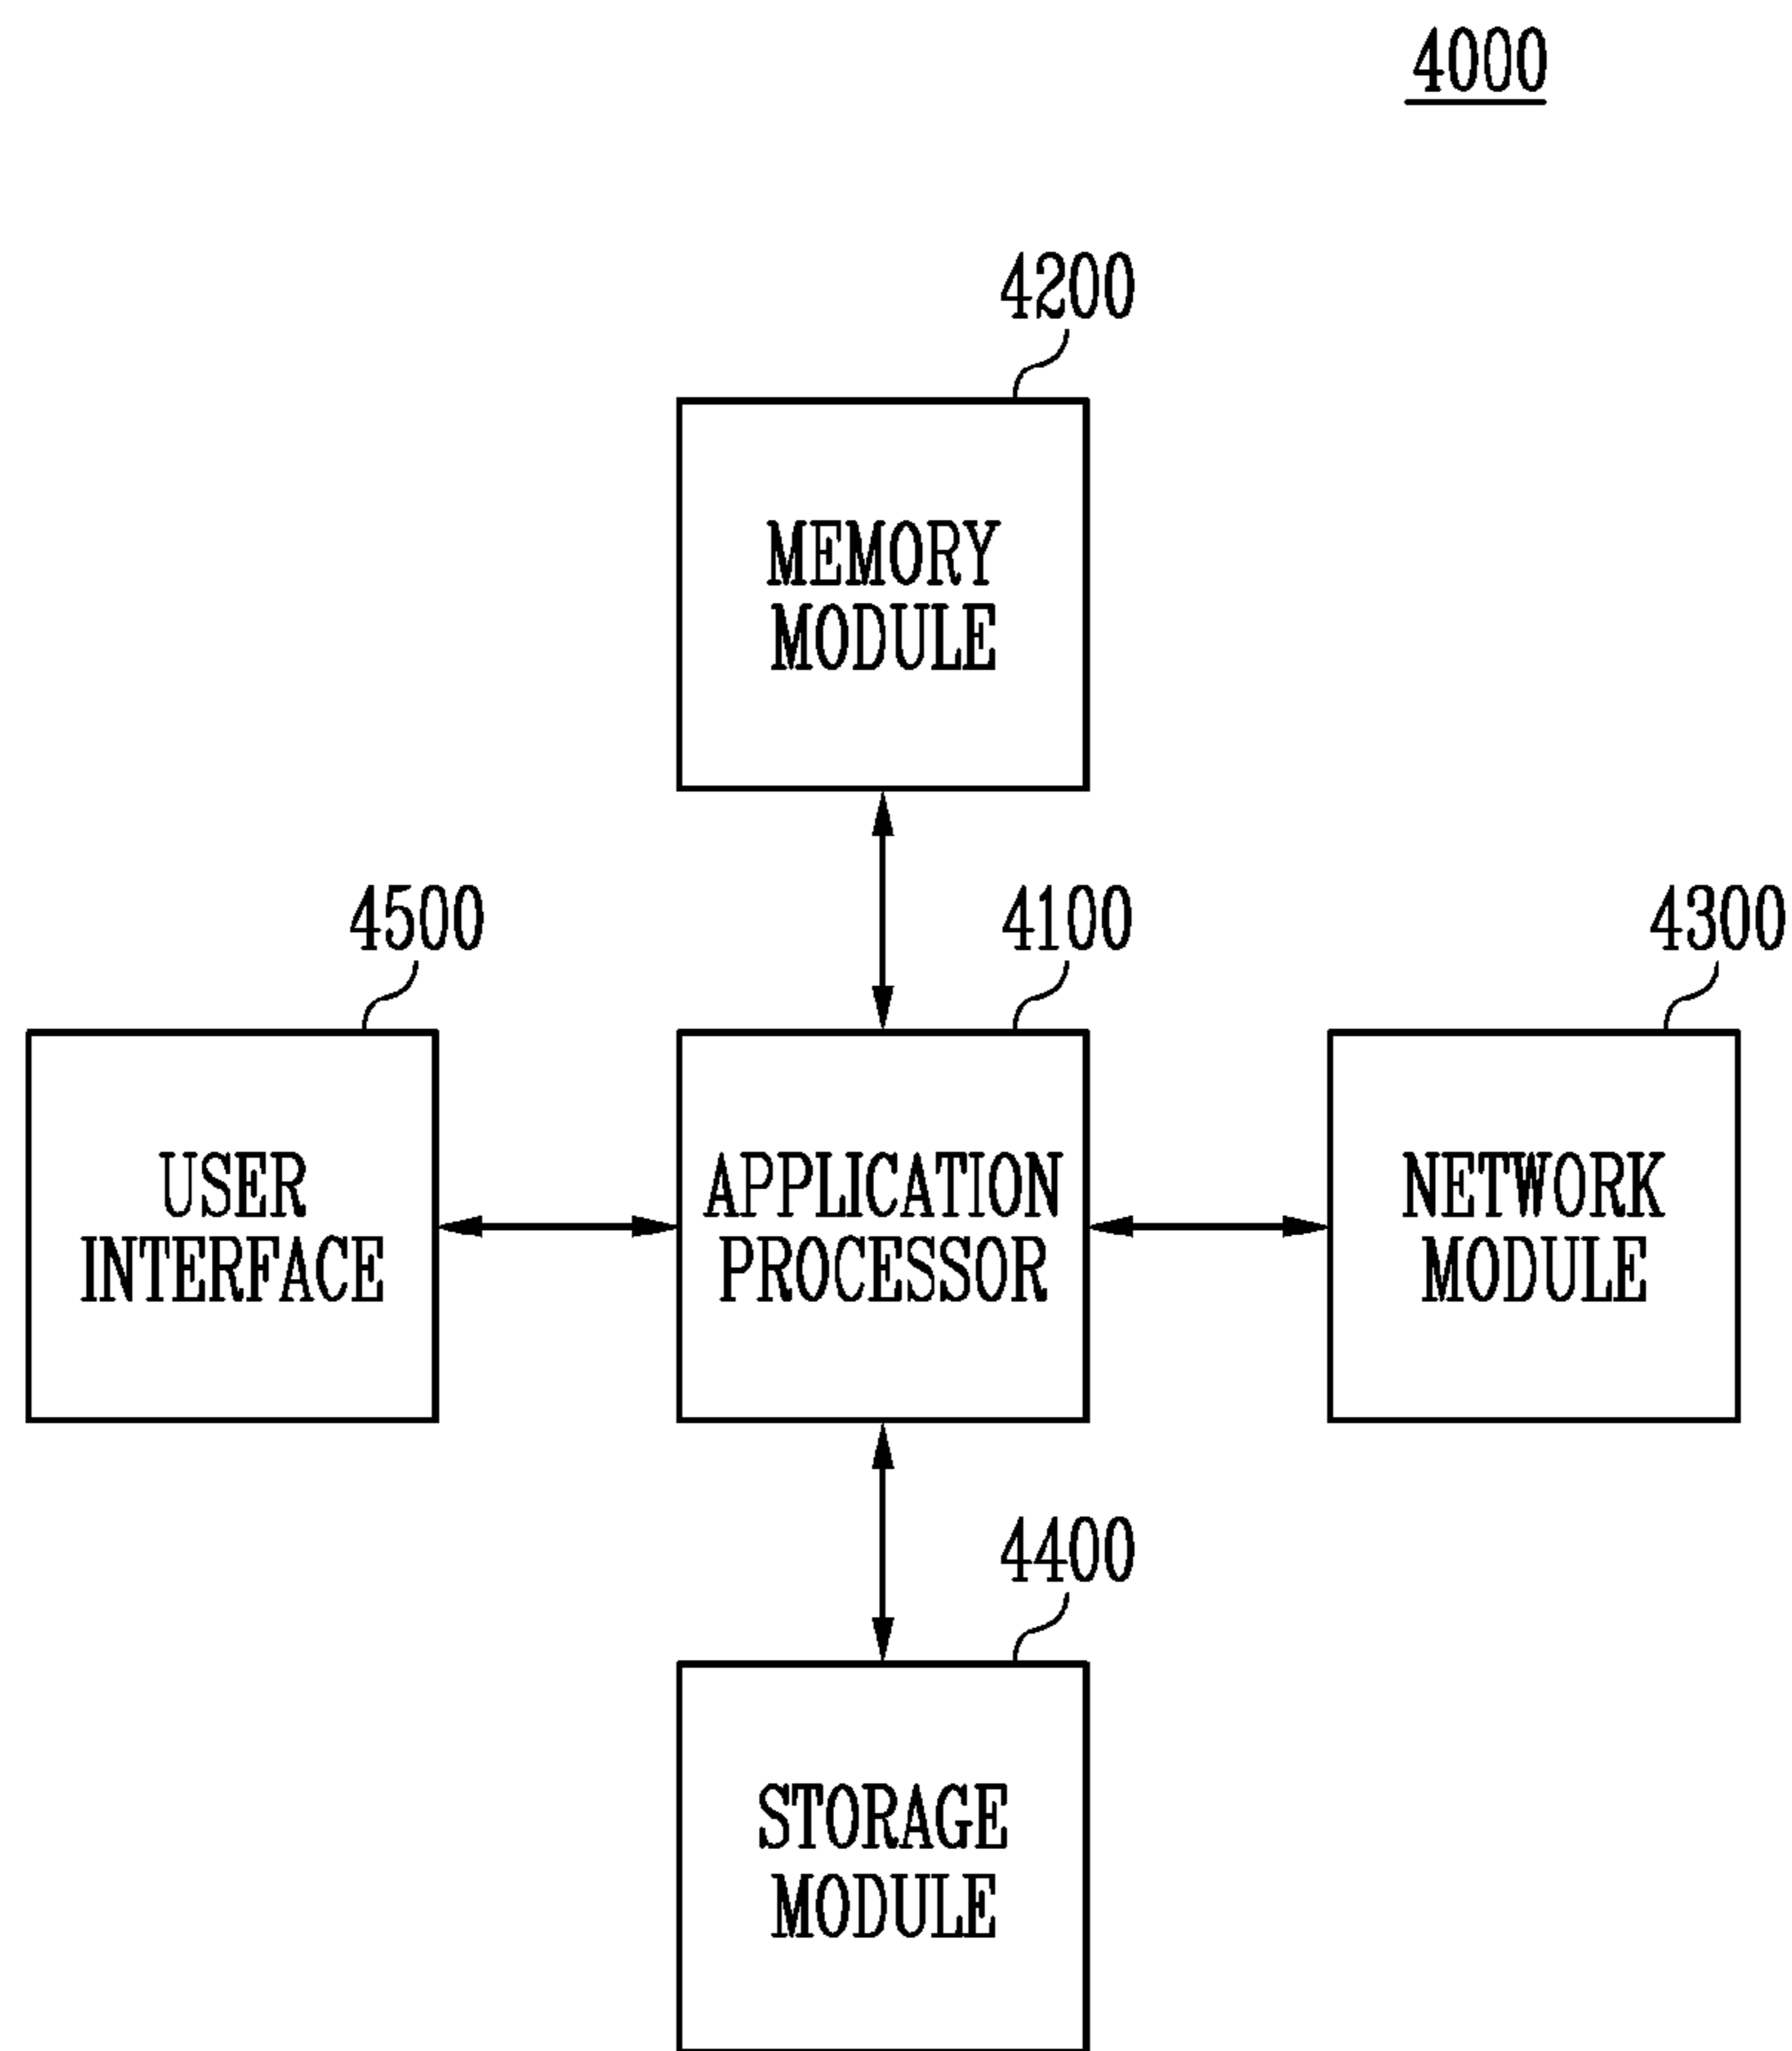 4000
4200
MEMORY
MODULE
4500
4100
4300
USER
INTERFACE
APPLICATION
PROCESSOR
NETWORK
MODULE
4400
STORAGE
MODULE